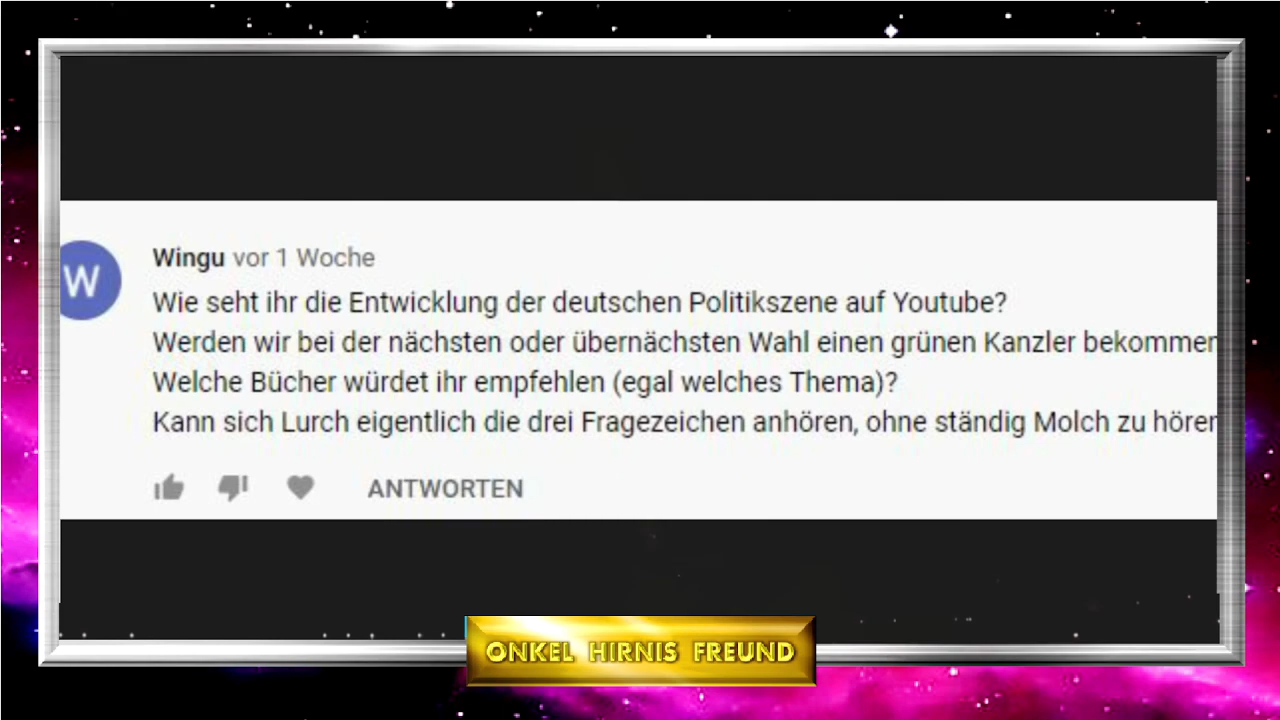 W
Wingu vor 1 Woche
Wie seht ihr die Entwicklung der deutschen Politikszene auf Youtube?
Werden wir bei der nächsten oder übernächsten Wahl einen grünen Kanzler bekommen
Welche Bücher würdet ihr empfehlen (egal welches Thema)?
Kann sich Lurch eigentlich die drei Fragezeichen anhören, ohne ständig Molch zu hören
ANTWORTEN
ONKEL HIRNIS FREUND